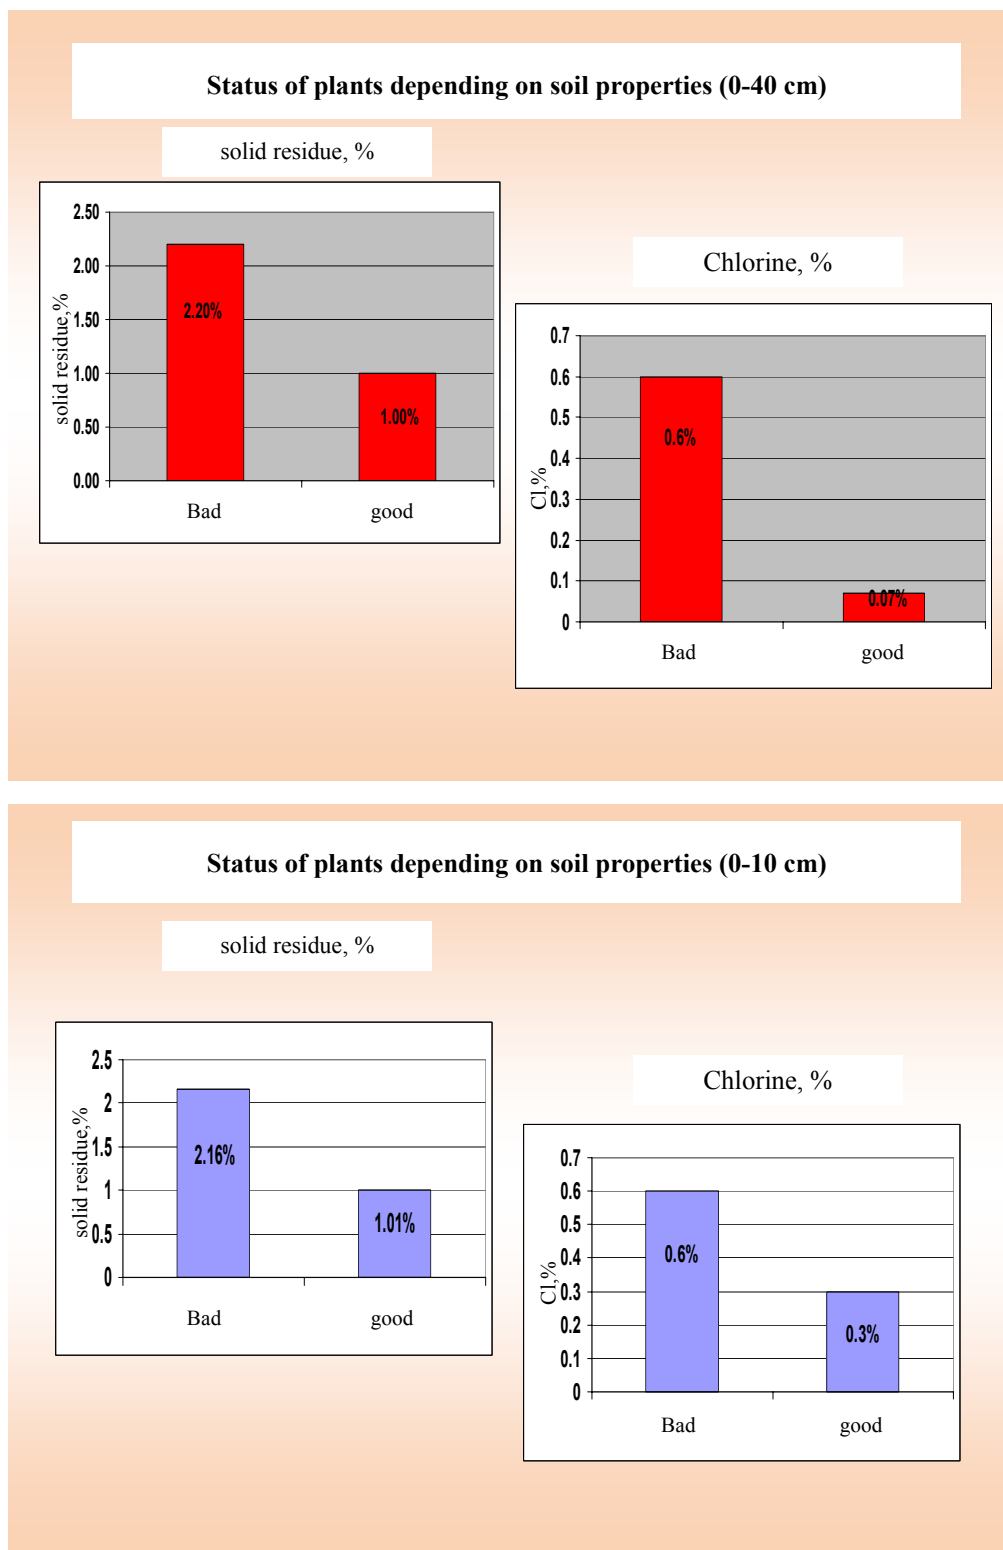 Status of plants depending on soil properties (0-40 cm)
solid residue, %
2.50
2.00
1.50
1.00
0.50
0.00
solid residue,%
2.20%
1.00%
Bad good
Chlorine, %
0.7
0.6
0.5
0.4
0.3
0.2
0.1
0
Cl,%
0.6%
0.07%
Bad good
Status of plants depending on soil properties (0-10 cm)
solid residue, %
2.5
2
1.5
1
0.5
0
solid residue,%
2.16%
1.01%
Bad good
Chlorine, %
0.7
0.6
0.5
0.4
0.3
0.2
0.1
0
Cl,%
0.6%
0.3%
Bad good